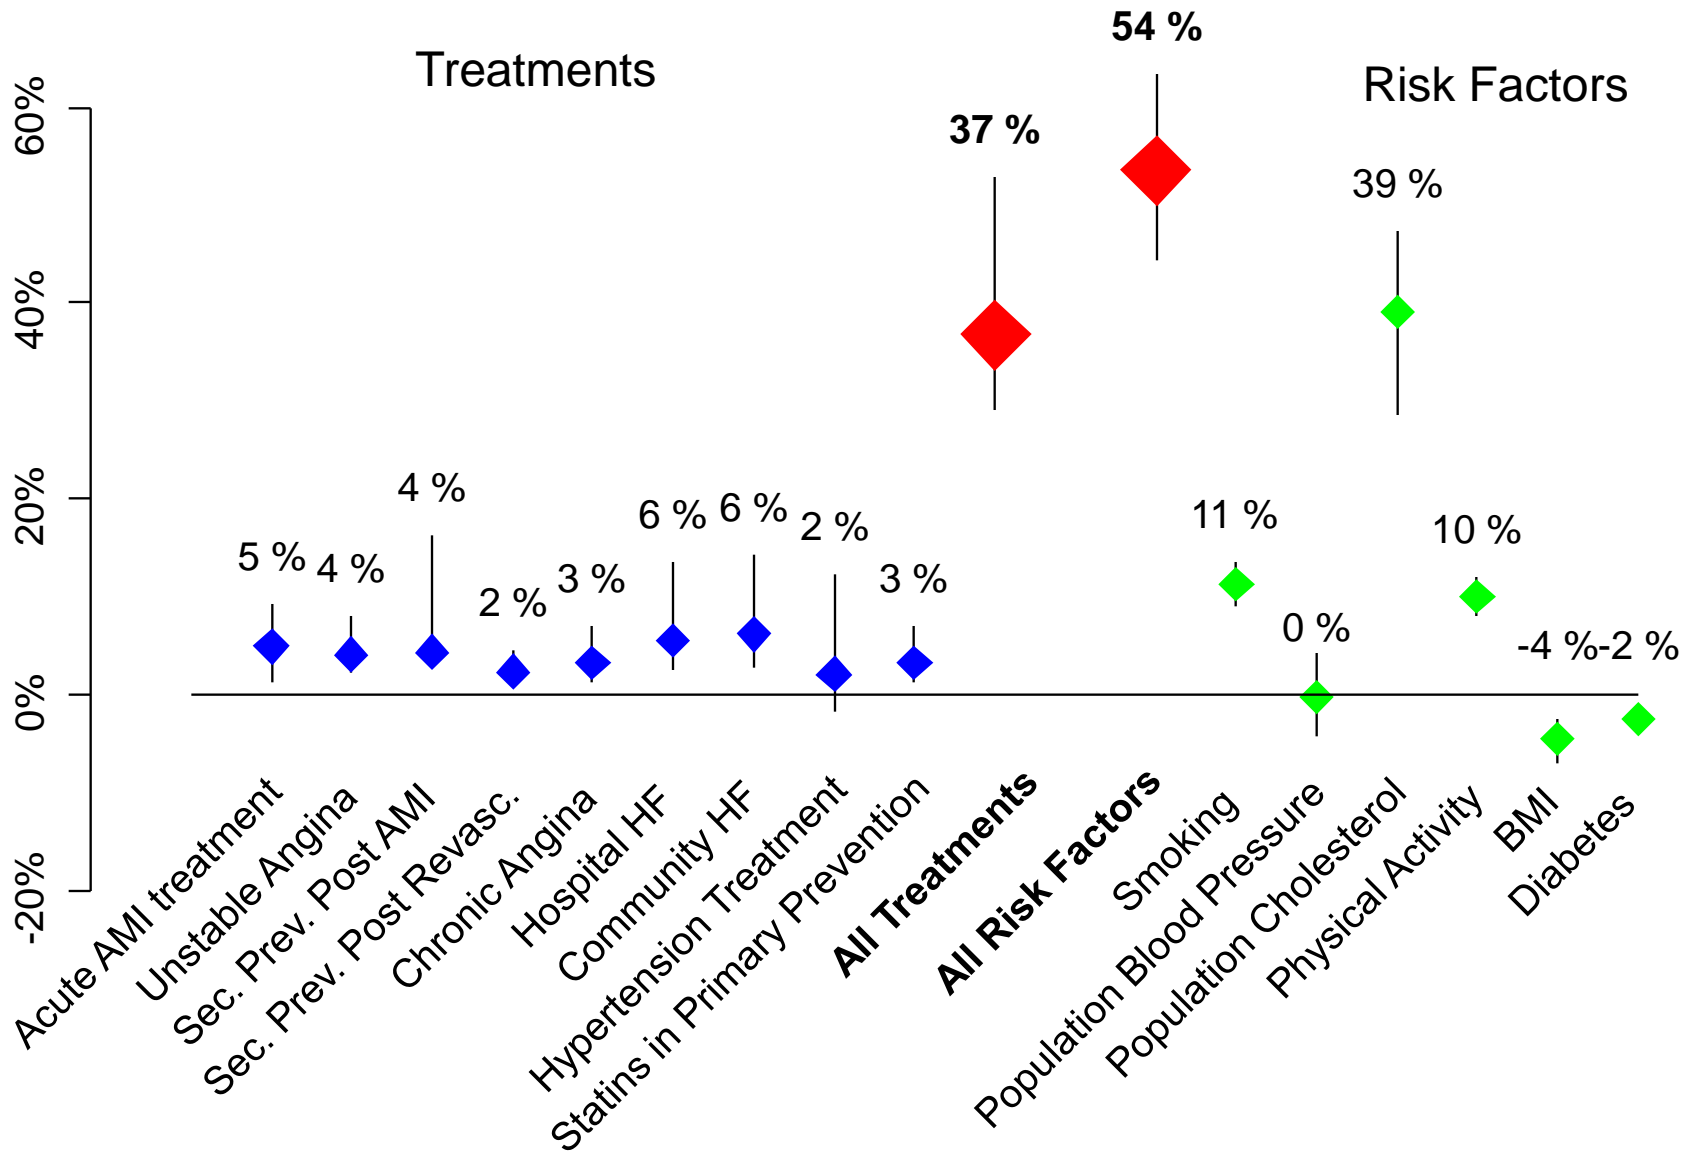 Treatments
Risk Factors
60%
40%
20%
0%
-20%
5 %
4 %
4 %
2 %
3 %
6 %
6 %
2 %
3 %
37 %
54 %
11 %
0 %
39 %
10 %
-4 %
-2 %
Acute AMI treatment
Unstable Angina
Sec. Prev. Post AMI
Sec. Prev. Post Revasc.
Chronic Angina
Hospital HF
Community HF
Hypertension Treatment
Statins in Primary Prevention
All Treatments
All Risk Factors
Smoking
Population Blood Pressure
Population Cholesterol
Physical Activity
BMI
Diabetes